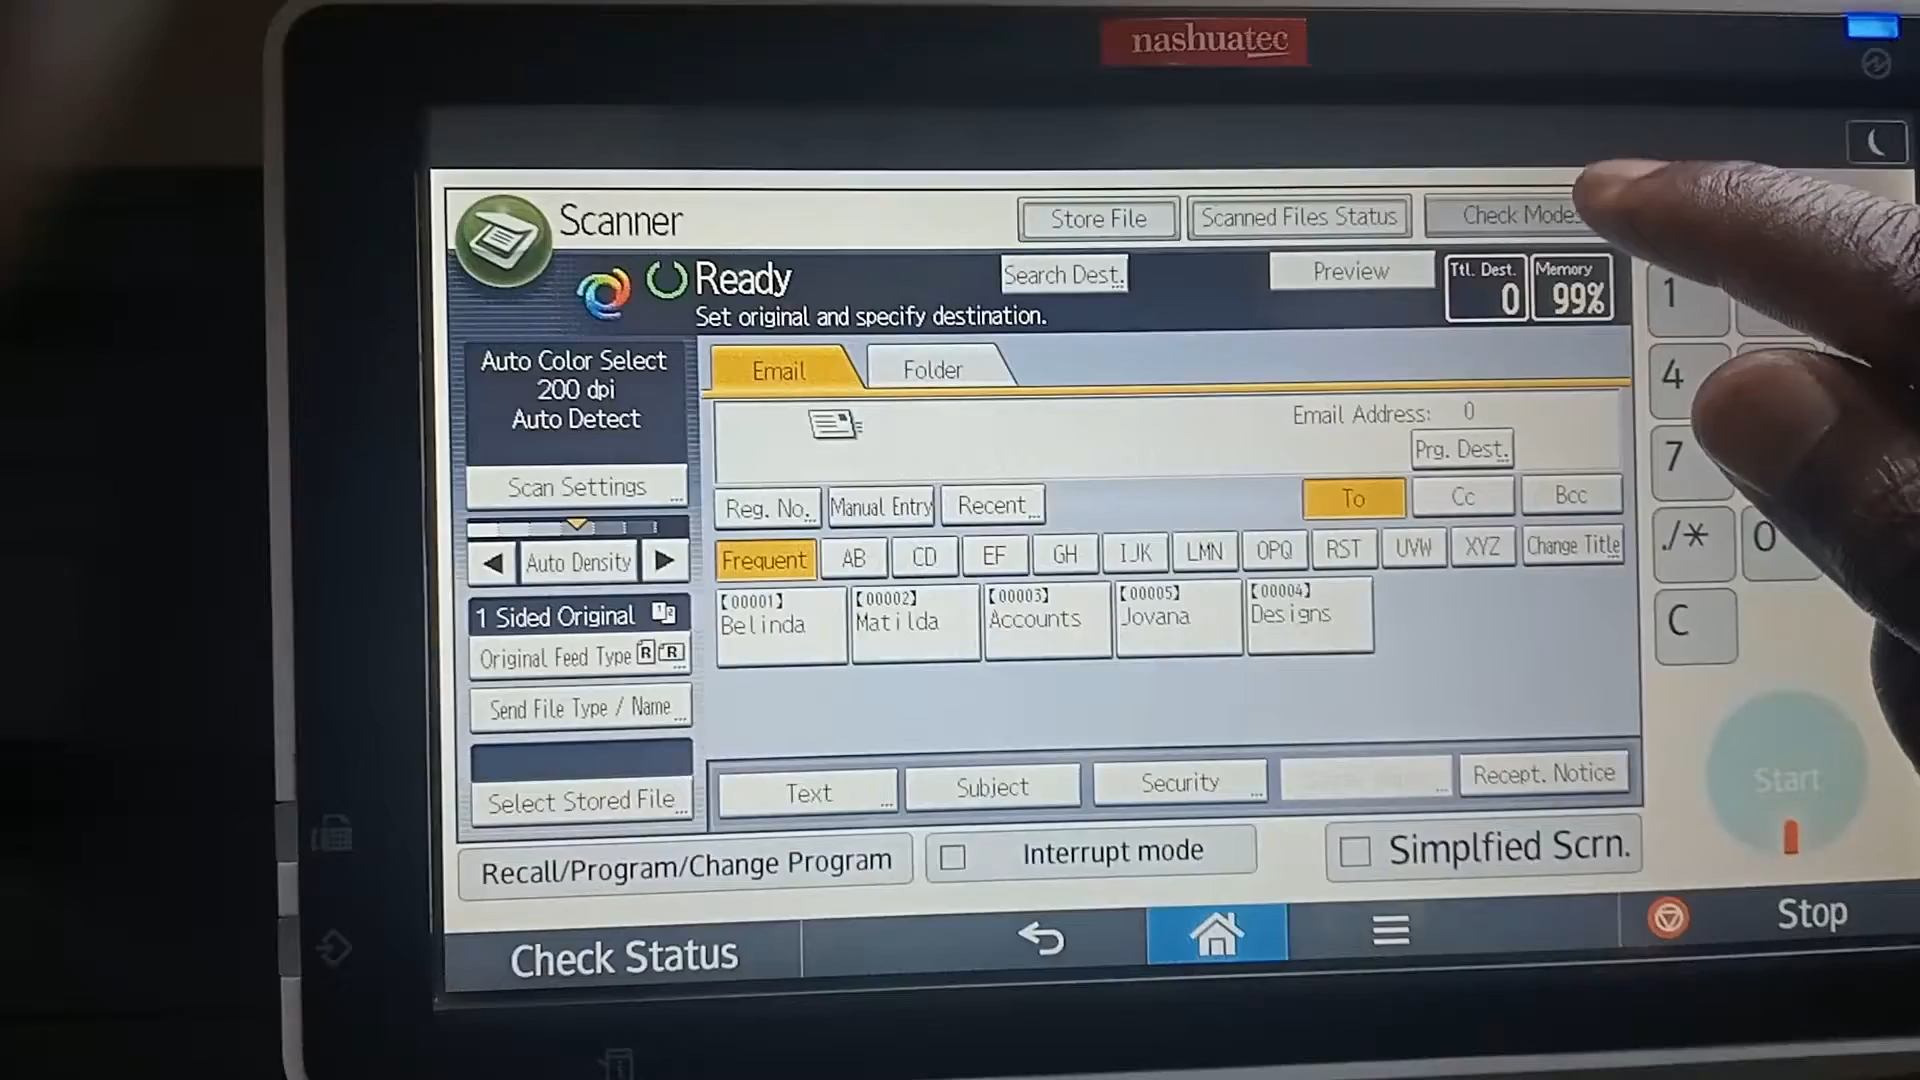 nashuatec
Scanner
Store File
Scanned Files Status
Check Modes
Ready
Search Dest.
Preview
Ttl. Dest.
0
Memory
99%
Set original and specify destination.
Auto Color Select
200 dpi
Auto Detect
Email
Folder
Email Address: 0
Prg. Dest.
Scan Settings
Reg. No.
Manual Entry
Recent
To
Cc
Bcc
Auto Density
Frequent
AB
CD
EF
GH
IJK
LMN
OPQ
RST
UVW
XYZ
Change Title
【00001】
Belinda
【00002】
Matilda
【00003】
Accounts
【00005】
Jovana
【00004】
Designs
1 Sided Original
Original Feed Type
Send File Type / Name
Select Stored File
Text
Subject
Security
Recept. Notice
Recall/Program/Change Program
Interrupt mode
Simplfied Scrn.
Check Status
Stop
1
4
7
./*
0
C
Start